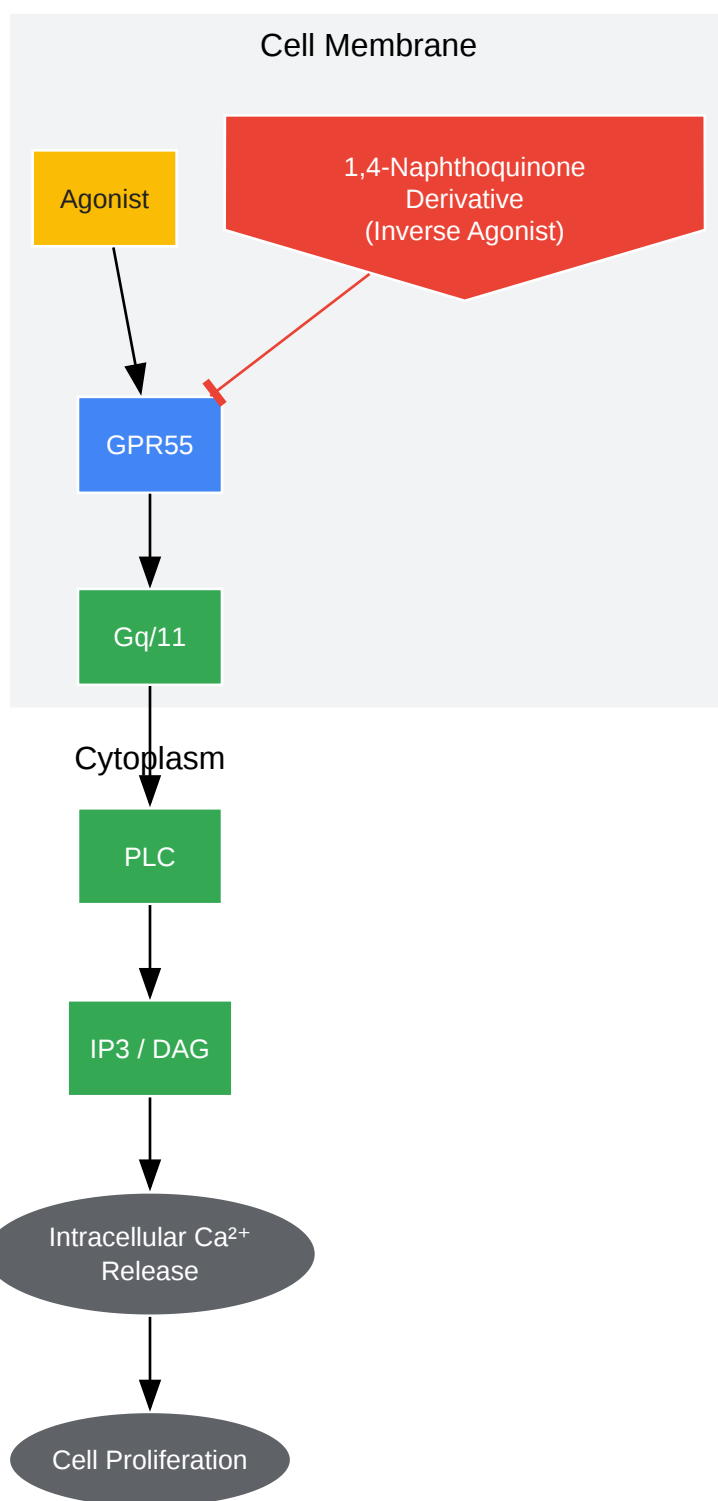 Cell Membrane
Agonist
1,4-Naphthoquinone
Derivative
(Inverse Agonist)
GPR55
Gq/11
Cytoplasm
PLC
IP3 / DAG
Intracellular Ca²⁺
Release
Cell Proliferation